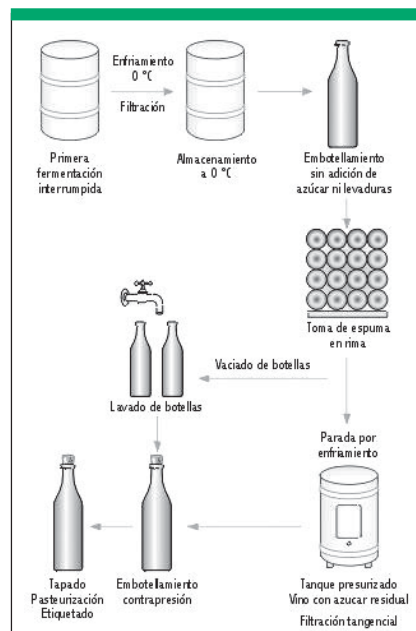 Enfriamiento
0 °C
Filtración
Primera
fermentación
interrumpida
Almacenamiento
a 0 °C
Embotellamiento
sin adición de
azúcar ni levaduras
Toma de espuma
en rima
Vaciado de botellas
Lavado de botellas
Parada por
enfriamiento
Tapado
Pasteurización
Etiquetado
Embotellamiento
contrapresión
Tanque presurizado
Vino con azucar residual
Filtración tangencial